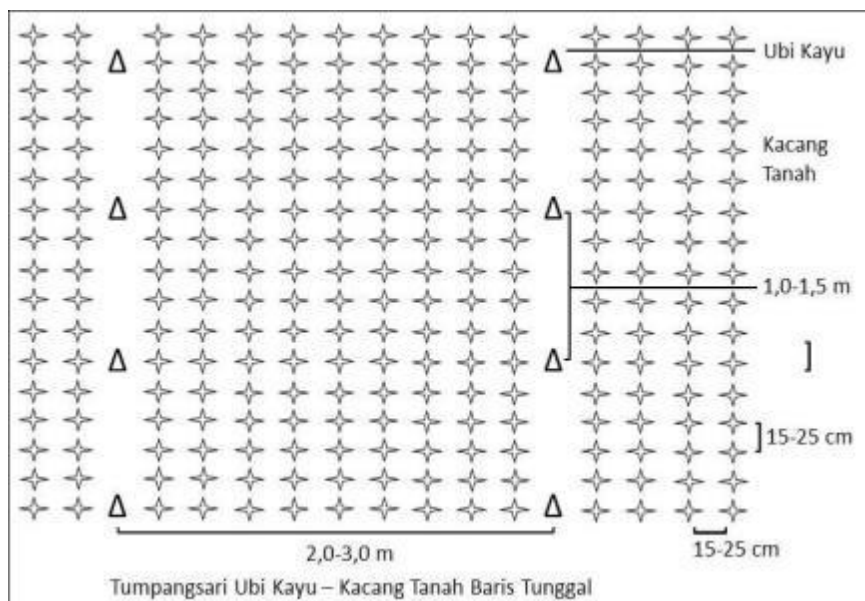 Ubi Kayu
Kacang
Tanah
1,0-1,5 m
15-25 cm
2,0-3,0 m
15-25 cm
Tumpangsari Ubi Kayu – Kacang Tanah Baris Tunggal